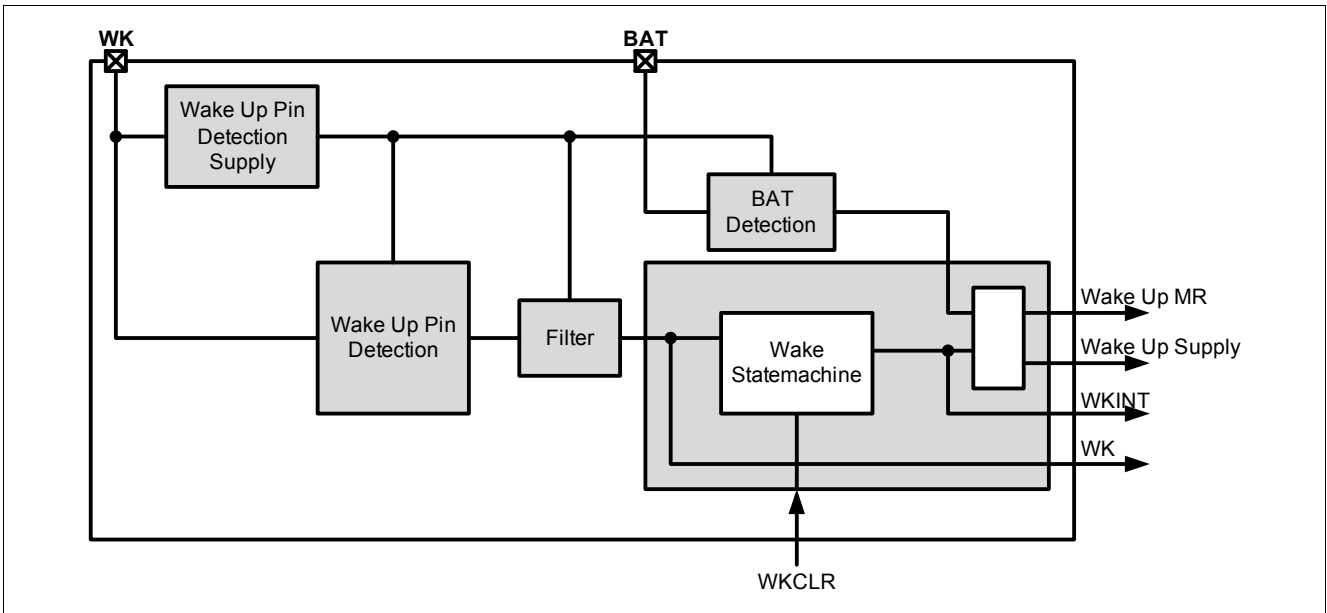 WK
BAT
Wake Up Pin
Detection
Supply
BAT
Detection
Wake Up Pin
Detection
Filter
Wake
Statemachine
Wake Up MR
Wake Up Supply
WKINT
WK
WKCLR